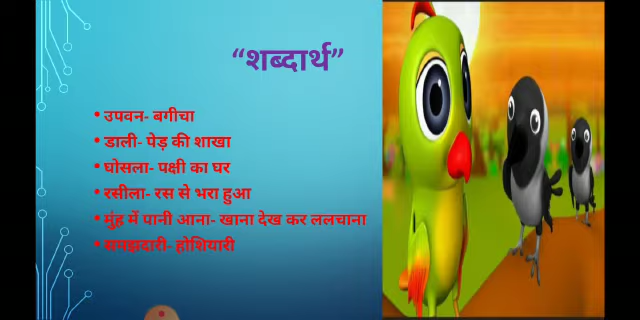 “शब्दार्थ”
• उपवन- बगीचा
• डाली- पेड़ की शाखा
• घोसला- पक्षी का घर
• रसीला- रस से भरा हुआ
• मुंह में पानी आना- खाना देख कर ललचाना
• समझदारी- होशियारी